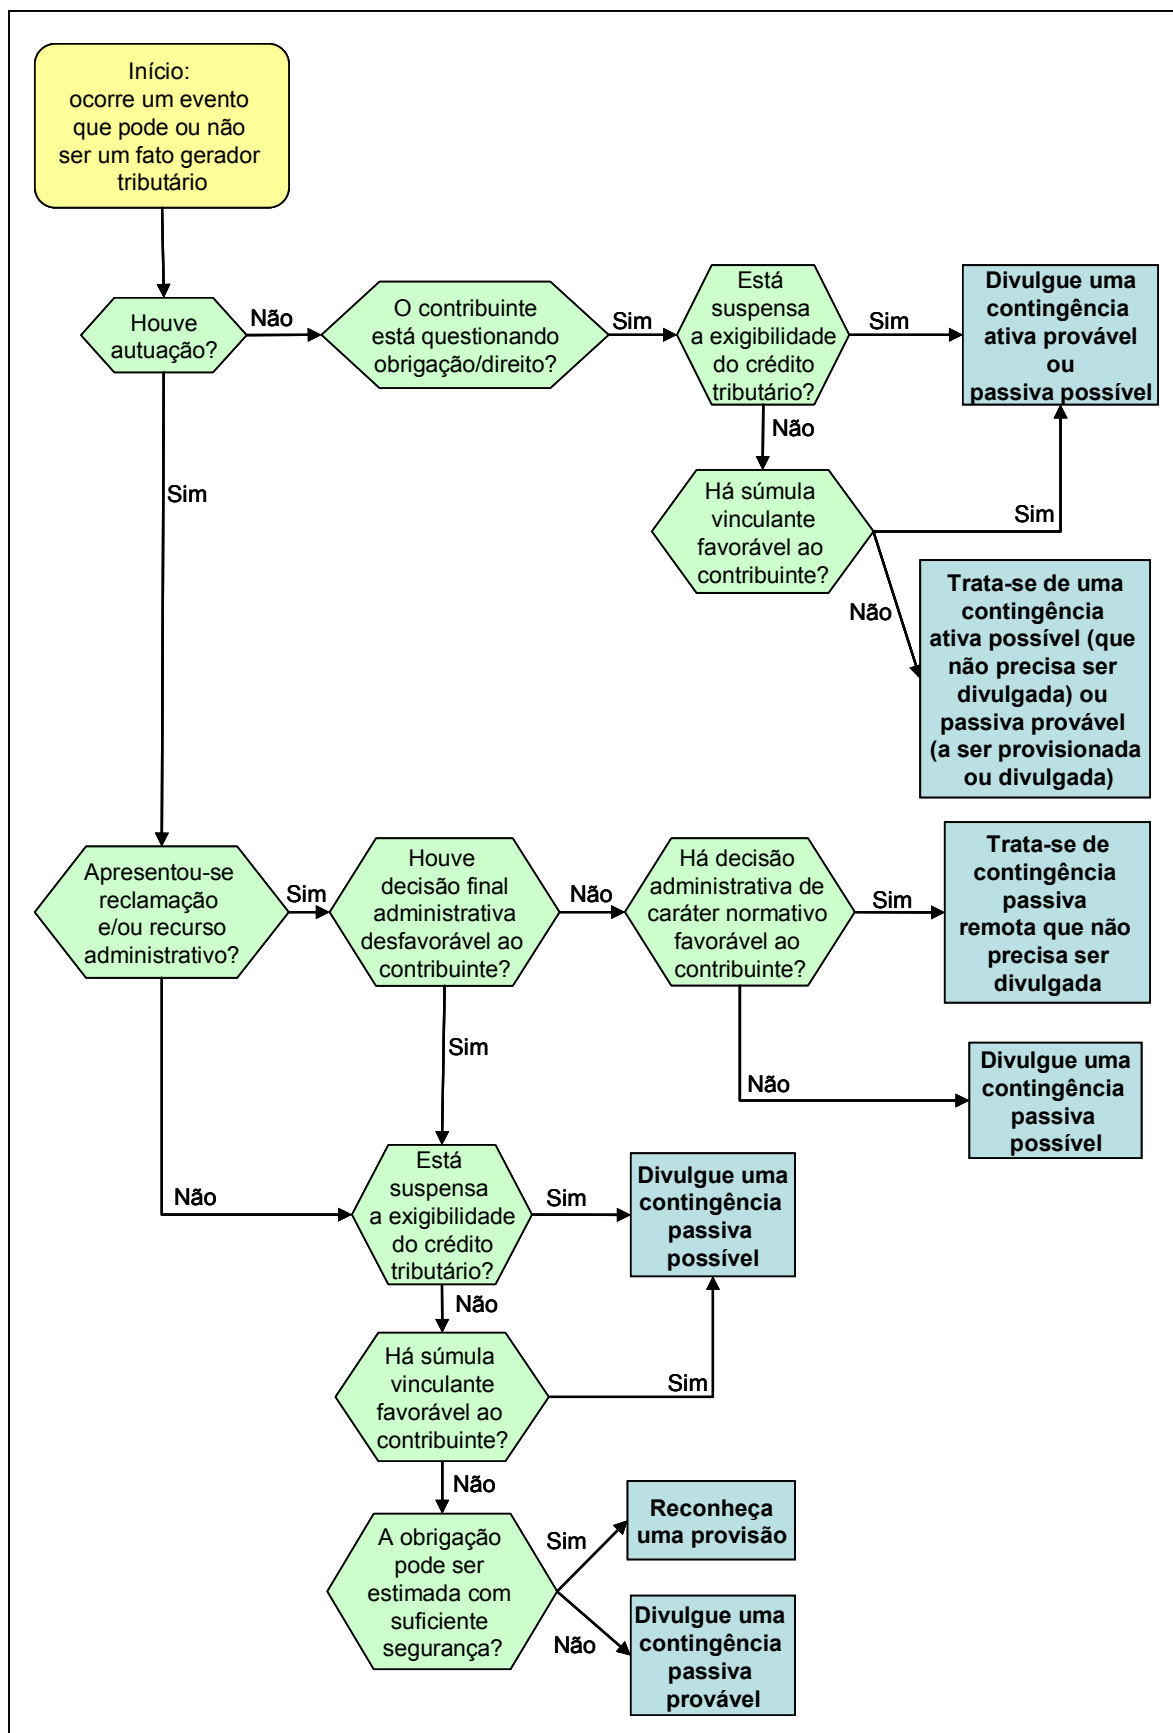 Início:
ocorre um evento
que pode ou não
ser um fato gerador
tributário
Houve
autuação?
Não
O contribuinte
está questionando
obrigação/direito?
Sim
Está
suspensa
a exigibilidade
do crédito
tributário?
Sim
Divulgue uma
contingência
ativa provável
ou
passiva possível
Não
Sim
Há súmula
vinculante
favorável ao
contribuinte?
Sim
Não
Trata-se de uma
contingência
ativa possível (que
não precisa ser
divulgada) ou
passiva provável
(a ser provisionada
ou divulgada)
Apresentou-se
reclamação
e/ou recurso
administrativo?
Sim
Houve
decisão final
administrativa
desfavorável ao
contribuinte?
Não
Há decisão
administrativa de
caráter normativo
favorável ao
contribuinte?
Sim
Trata-se de
contingência
passiva
remota que não
precisa ser
divulgada
Sim
Não
Divulgue uma
contingência
passiva
possível
Não
Está
suspensa
a exigibilidade
do crédito
tributário?
Sim
Divulgue uma
contingência
passiva
possível
Não
Há súmula
vinculante
favorável ao
contribuinte?
Sim
Não
A obrigação
pode ser
estimada com
suficiente
segurança?
Sim
Reconheça
uma provisão
Não
Divulgue uma
contingência
passiva
provável